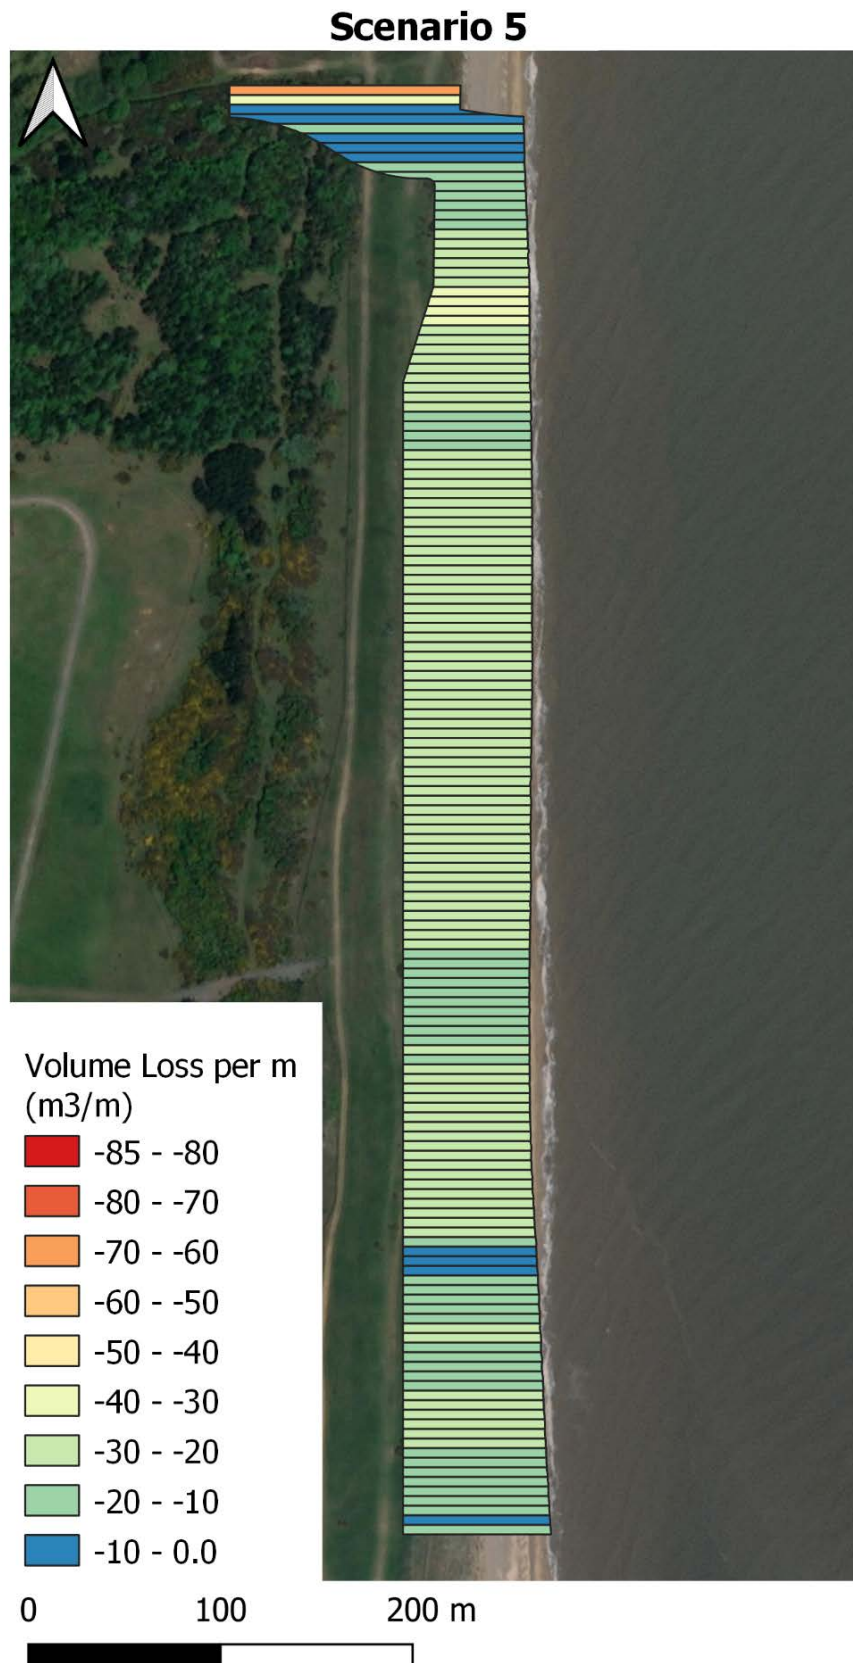 Scenario 5
Volume Loss per m
(m3/m)
-85 - -80
-80 - -70
-70 - -60
-60 - -50
-50 - -40
-40 - -30
-30 - -20
-20 - -10
-10 - 0.0
0 100 200 m